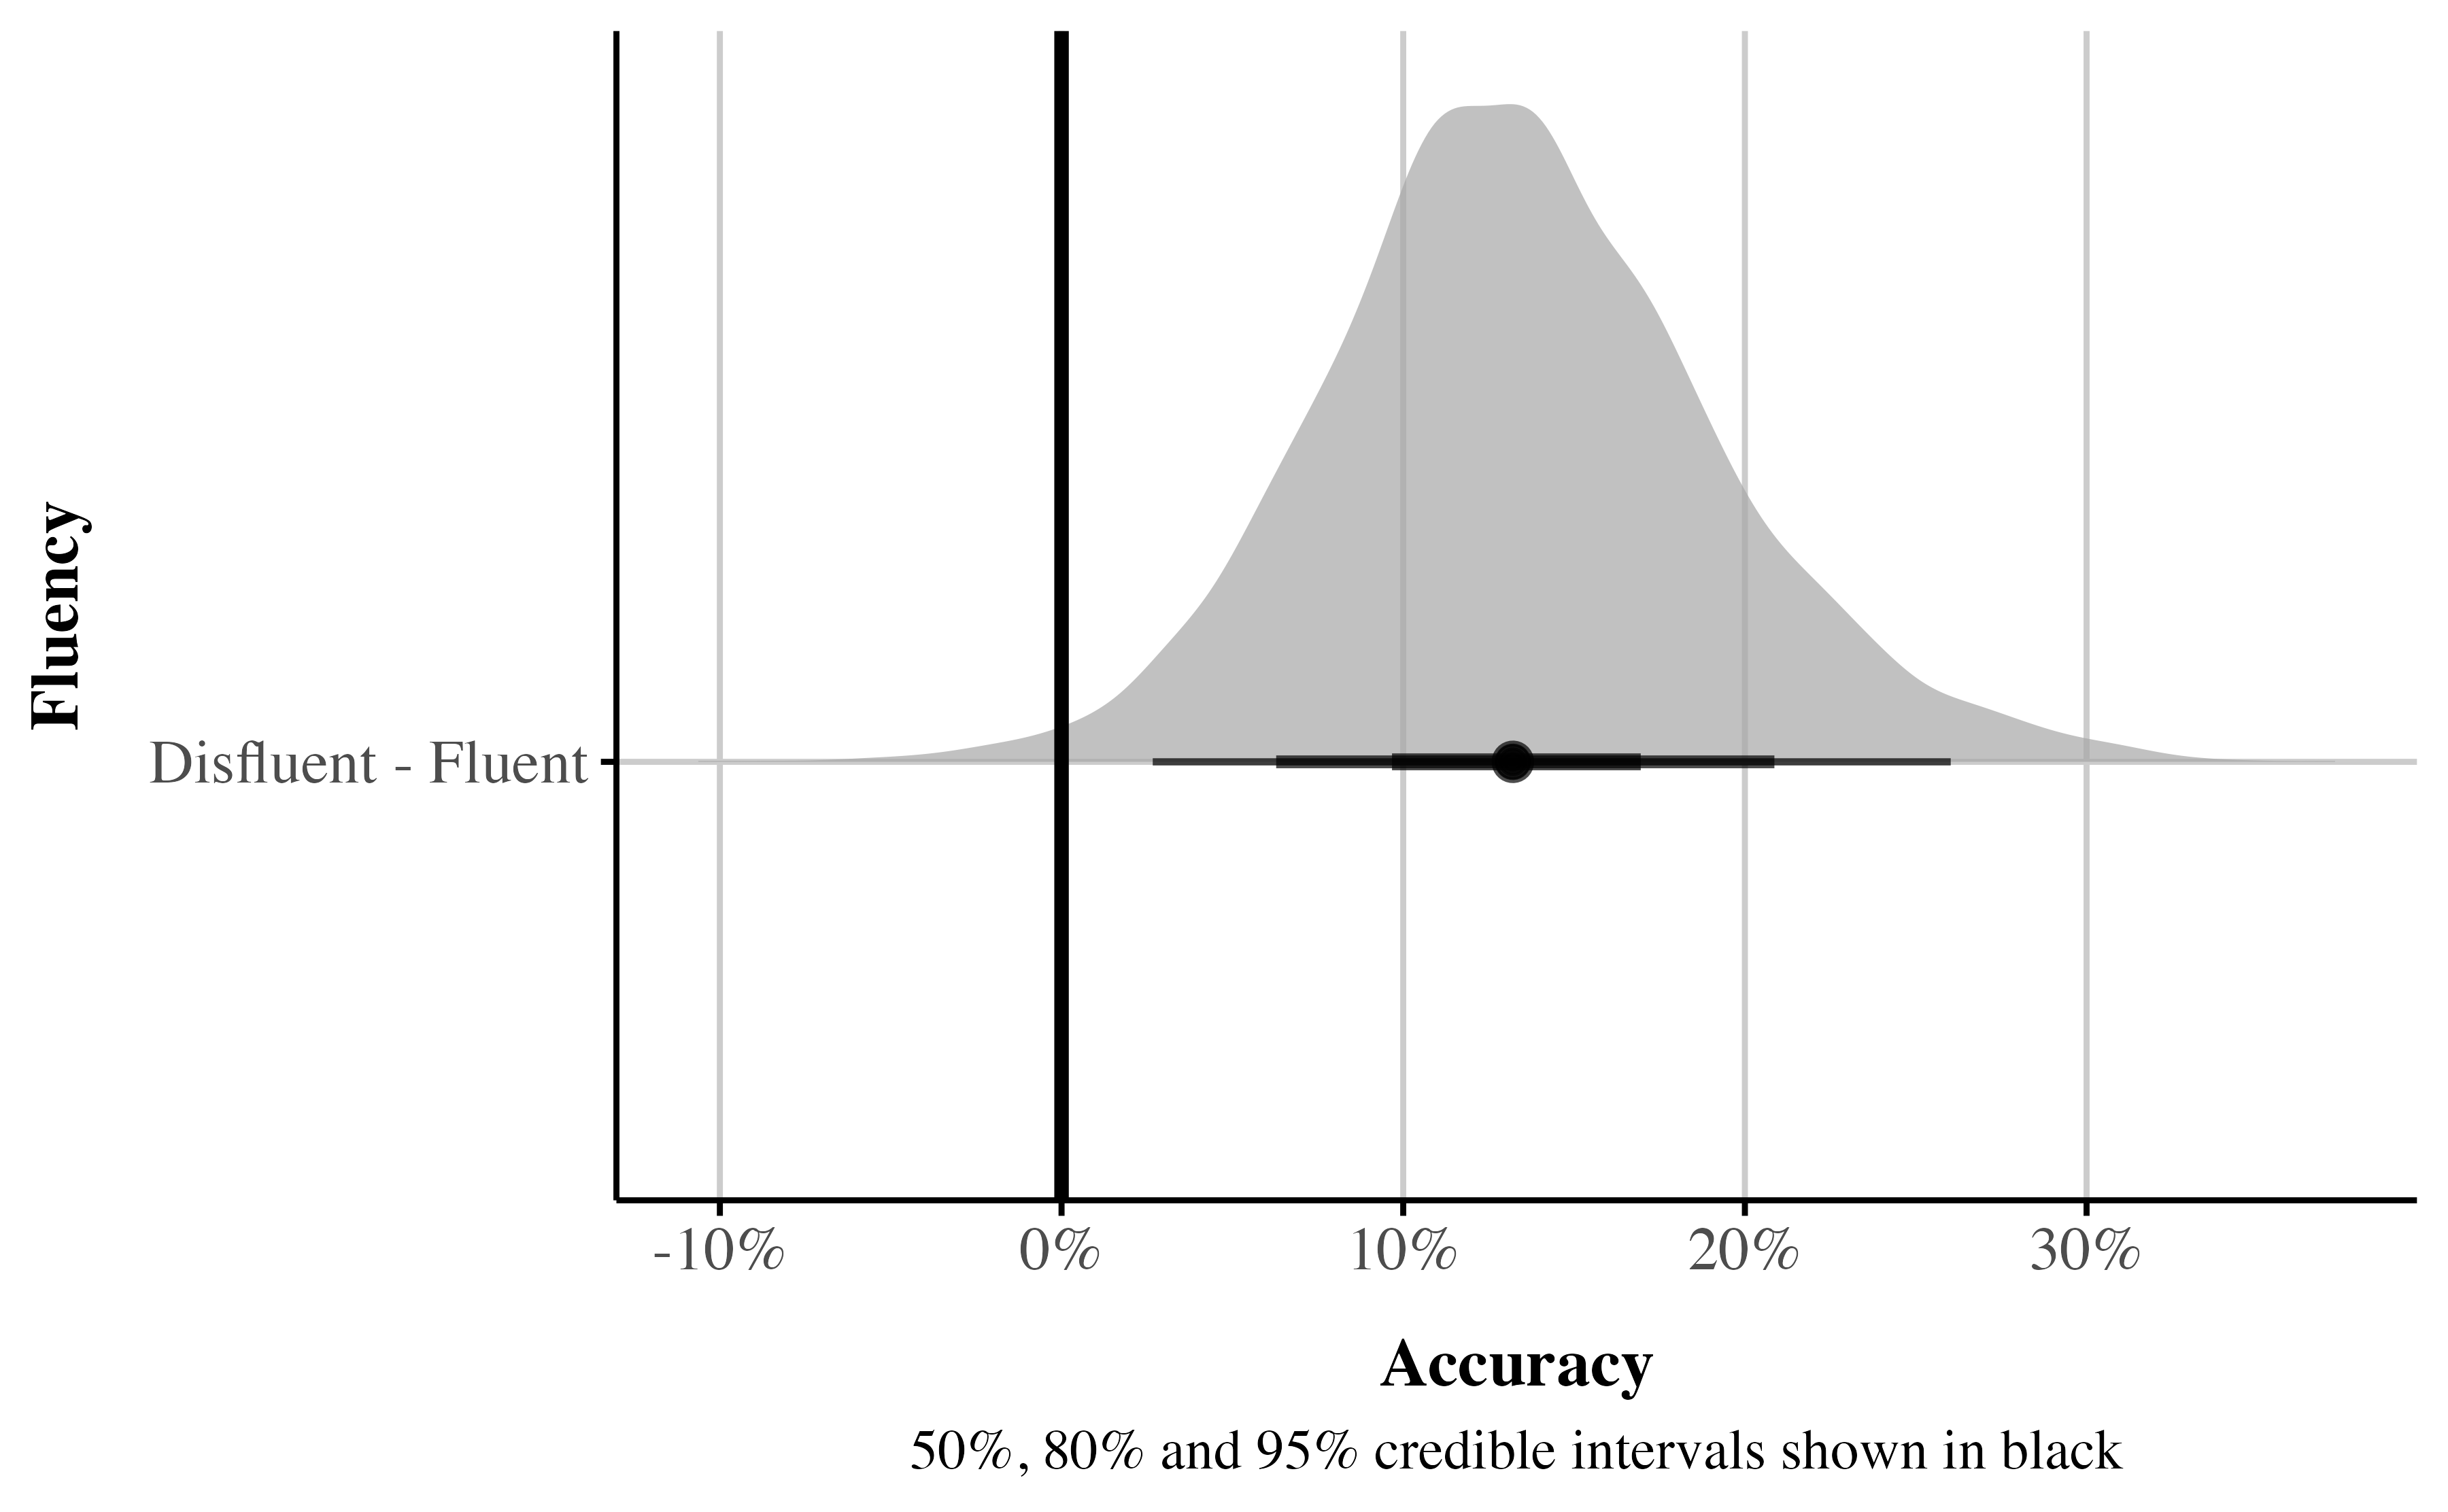 Fluency
Disfluent - Fluent
-10%
0%
10%
20%
30%
Accuracy
50%, 80% and 95% credible intervals shown in black